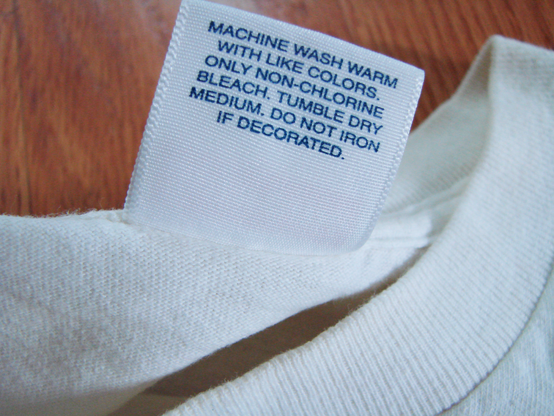 MACHINE WASH WARM
WITH LIKE COLORS.
ONLY NON-CHLORINE
BLEACH. TUMBLE DRY
MEDIUM. DO NOT IRON
IF DECORATED.